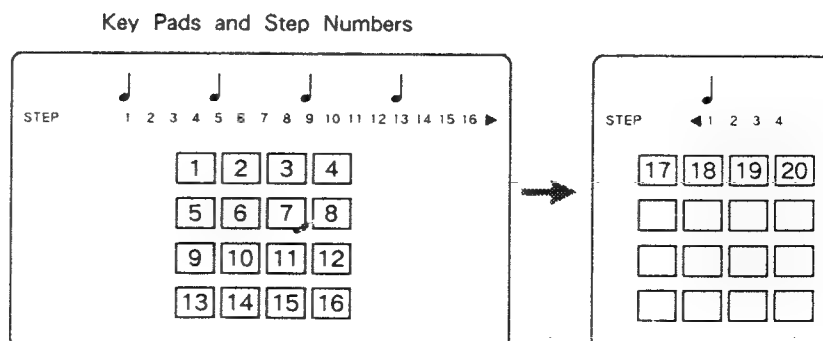 Key Pads and Step Numbers
STEP 1 2 3 4 5 6 7 8 9 10 11 12 13 14 15 16 ▶
1 2 3 4
5 6 7 8
9 10 11 12
13 14 15 16
STEP ◀ 1 2 3 4
17 18 19 20